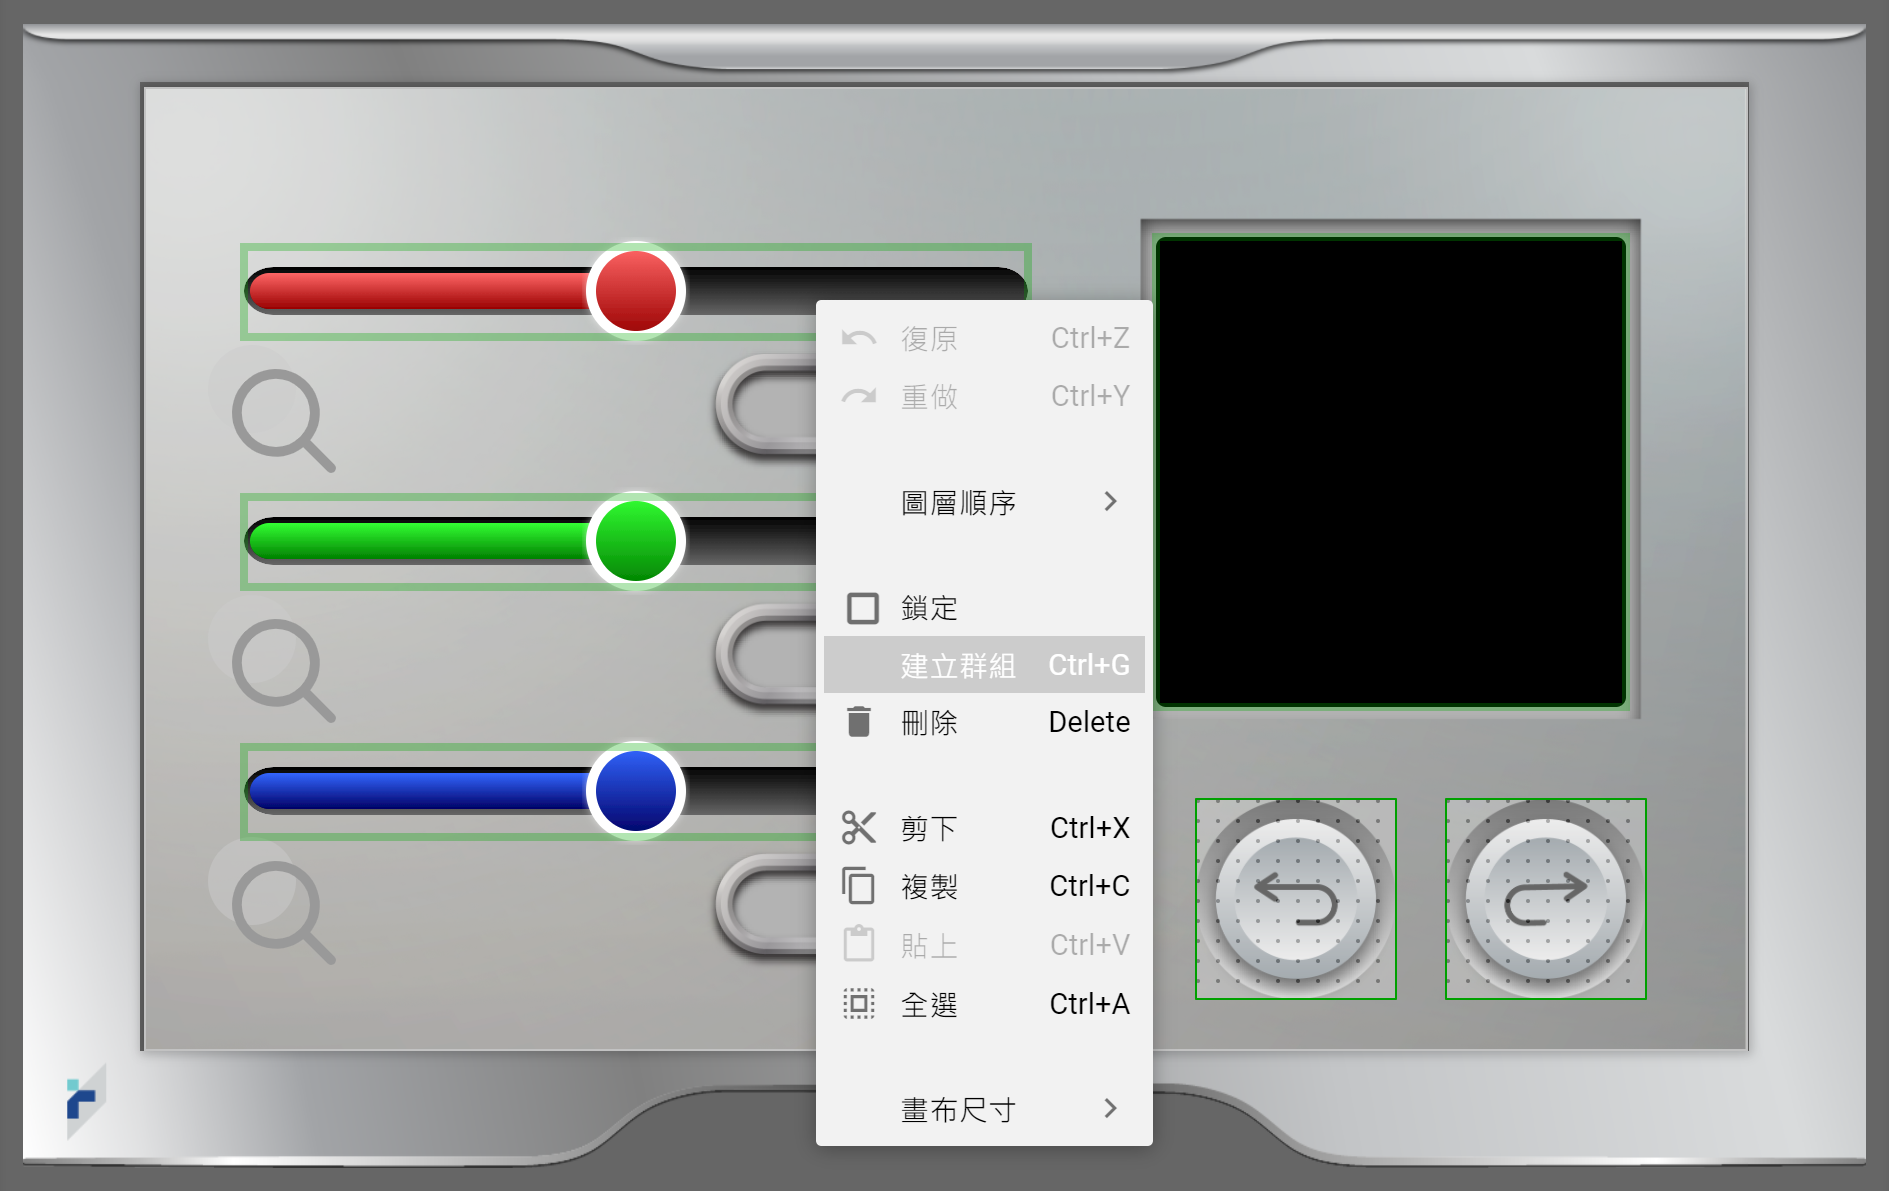 復原 Ctrl+Z
重做 Ctrl+Y
圖層順序
鎖定
建立群組 Ctrl+G
刪除 Delete
剪下 Ctrl+X
複製 Ctrl+C
貼上 Ctrl+V
全選 Ctrl+A
畫布尺寸